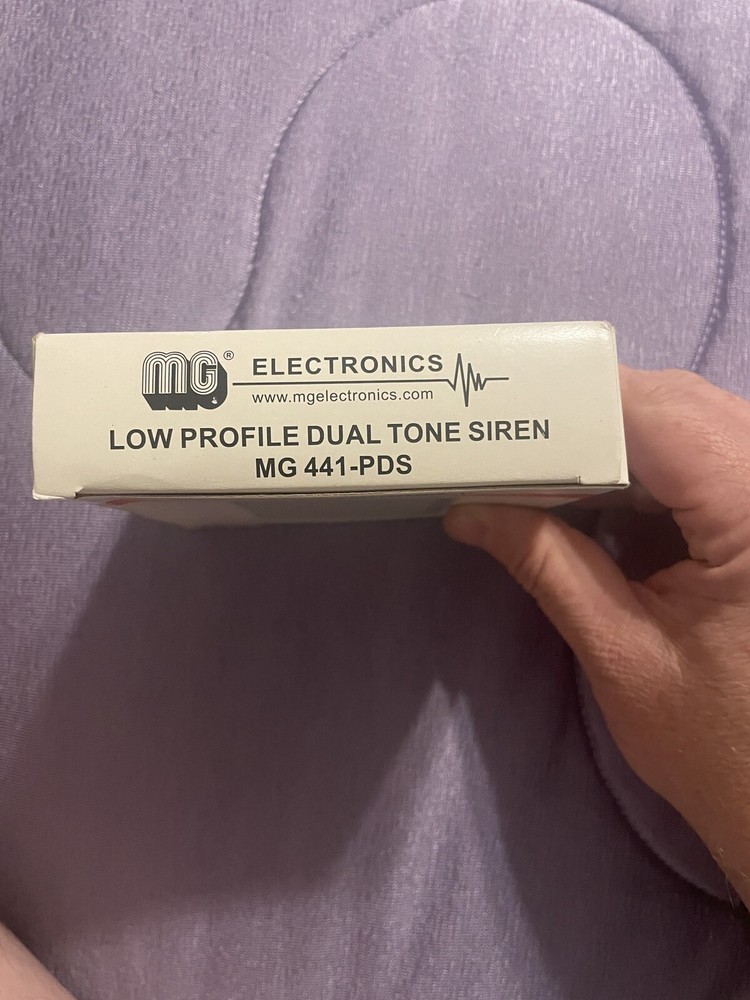 MG® ELECTRONICS
www.mgelectronics.com
LOW PROFILE DUAL TONE SIREN
MG 441-PDS